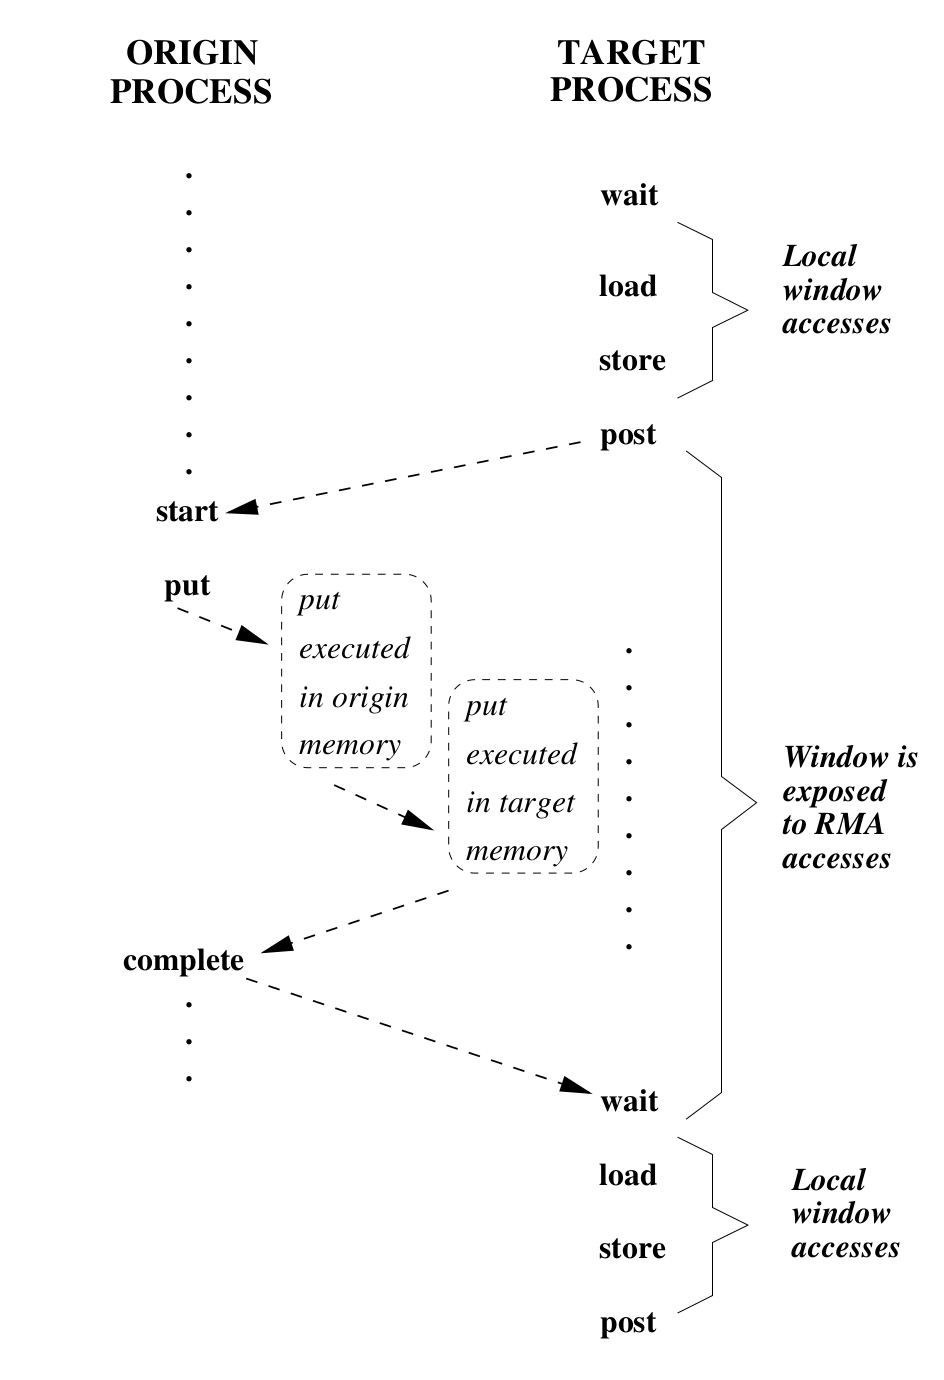 ORIGIN
PROCESS
TARGET
PROCESS
wait
load
store
post
Local
window
accesses
start
put
put
executed
in origin
memory
put
executed
in target
memory
Window is
exposed
to RMA
accesses
complete
wait
load
store
post
Local
window
accesses